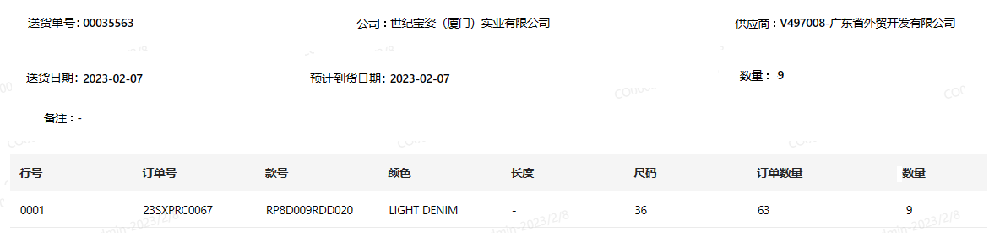 送货单号: 00035563 公司：世纪宝姿（厦门）实业有限公司 供应商：V497008-广东省外贸开发有限公司
送货日期: 2023-02-07 预计到货日期: 2023-02-07 数量： 9
备注：-
行号 订单号 款号 颜色 长度 尺码 订单数量 数量
0001 23SXPRC0067 RP8D009RDD020 LIGHT DENIM - 36 63 9